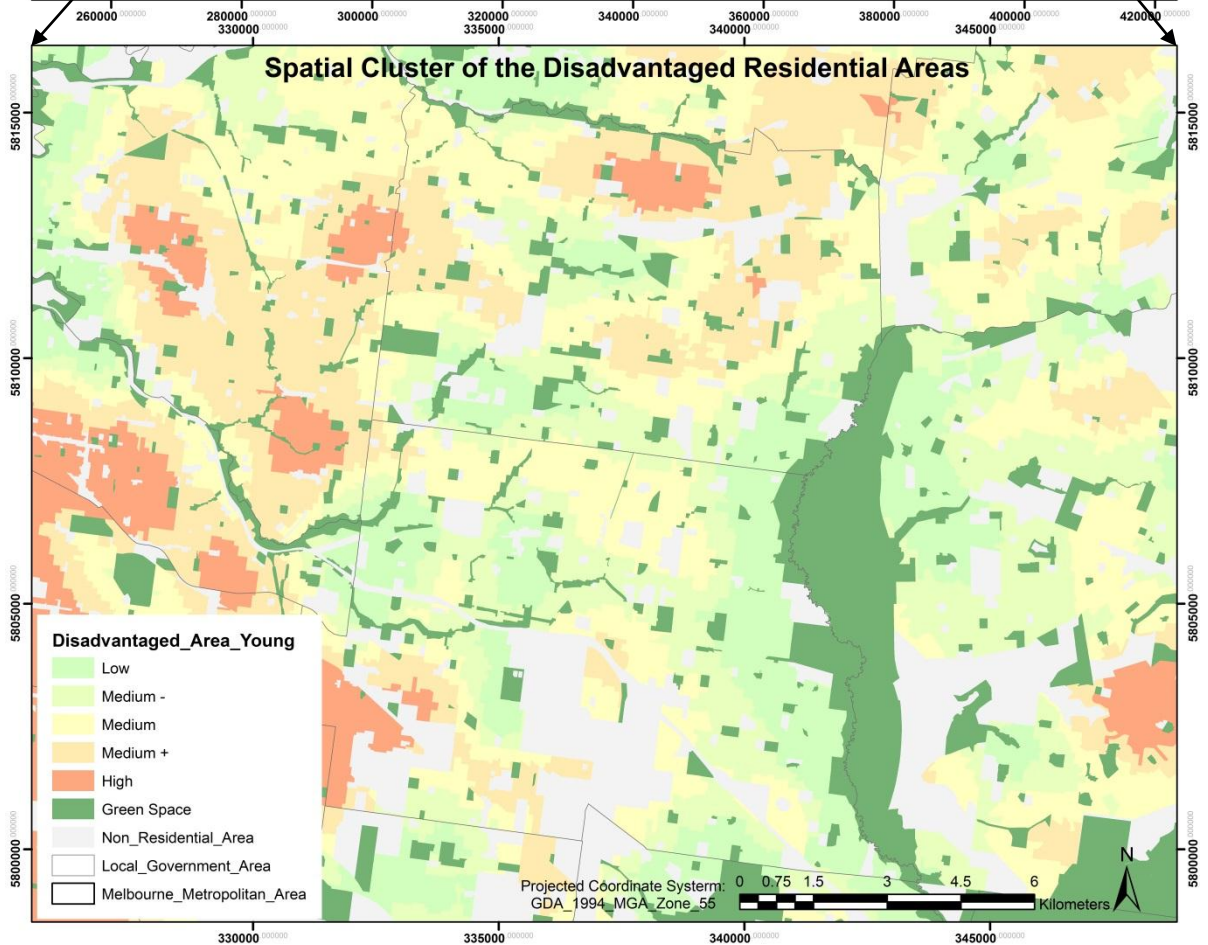 260000 280000.000000 300000.000000 320000.000000 340000.000000 360000.000000 380000.000000 400000.000000 420000.000000
330000.000000 335000.000000 340000.000000 345000.000000
Spatial Cluster of the Disadvantaged Residential Areas
5815000.000000 5815000.000000
5810000.000000 5810000.000000
5805000.000000 5805000.000000
5800000.000000 5800000.000000
Disadvantaged_Area_Young
Low
Medium -
Medium
Medium +
High
Green Space
Non_Residential_Area
Local_Government_Area
Melbourne_Metropolitan_Area
Projected Coordinate Systerm:
GDA_1994_MGA_Zone_55
0 0.75 1.5 3 4.5 6
Kilometers
N
330000.000000 335000.000000 340000.000000 345000.000000